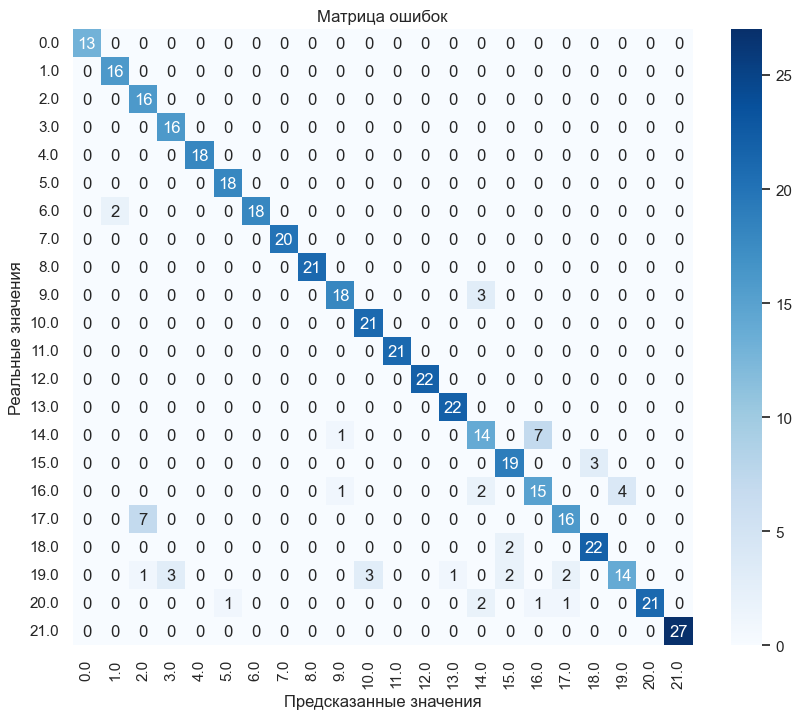 Матрица ошибок
0.0 13 0 0 0 0 0 0 0 0 0 0 0 0 0 0 0 0 0 0 0 0 0
1.0 0 16 0 0 0 0 0 0 0 0 0 0 0 0 0 0 0 0 0 0 0 0
2.0 0 0 16 0 0 0 0 0 0 0 0 0 0 0 0 0 0 0 0 0 0 0
3.0 0 0 0 16 0 0 0 0 0 0 0 0 0 0 0 0 0 0 0 0 0 0
4.0 0 0 0 0 18 0 0 0 0 0 0 0 0 0 0 0 0 0 0 0 0 0
5.0 0 0 0 0 0 18 0 0 0 0 0 0 0 0 0 0 0 0 0 0 0 0
6.0 0 2 0 0 0 0 18 0 0 0 0 0 0 0 0 0 0 0 0 0 0 0
7.0 0 0 0 0 0 0 0 20 0 0 0 0 0 0 0 0 0 0 0 0 0 0
8.0 0 0 0 0 0 0 0 0 21 0 0 0 0 0 0 0 0 0 0 0 0 0
9.0 0 0 0 0 0 0 0 0 0 18 0 0 0 0 3 0 0 0 0 0 0 0
10.0 0 0 0 0 0 0 0 0 0 0 21 0 0 0 0 0 0 0 0 0 0 0
11.0 0 0 0 0 0 0 0 0 0 0 0 21 0 0 0 0 0 0 0 0 0 0
12.0 0 0 0 0 0 0 0 0 0 0 0 0 22 0 0 0 0 0 0 0 0 0
13.0 0 0 0 0 0 0 0 0 0 0 0 0 0 22 0 0 0 0 0 0 0 0
14.0 0 0 0 0 0 0 0 0 0 1 0 0 0 0 14 0 7 0 0 0 0 0
15.0 0 0 0 0 0 0 0 0 0 0 0 0 0 0 0 19 0 0 3 0 0 0
16.0 0 0 0 0 0 0 0 0 0 1 0 0 0 0 2 0 15 0 0 4 0 0
17.0 0 0 7 0 0 0 0 0 0 0 0 0 0 0 0 0 0 16 0 0 0 0
18.0 0 0 0 0 0 0 0 0 0 0 0 0 0 0 0 2 0 0 22 0 0 0
19.0 0 0 1 3 0 0 0 0 0 0 3 0 0 1 0 2 0 2 0 14 0 0
20.0 0 0 0 0 0 1 0 0 0 0 0 0 0 0 2 0 1 1 0 0 21 0
21.0 0 0 0 0 0 0 0 0 0 0 0 0 0 0 0 0 0 0 0 0 0 27
0.0 1.0 2.0 3.0 4.0 5.0 6.0 7.0 8.0 9.0 10.0 11.0 12.0 13.0 14.0 15.0 16.0 17.0 18.0 19.0 20.0 21.0
Предсказанные значения
Реальные значения
25
20
15
10
5
0